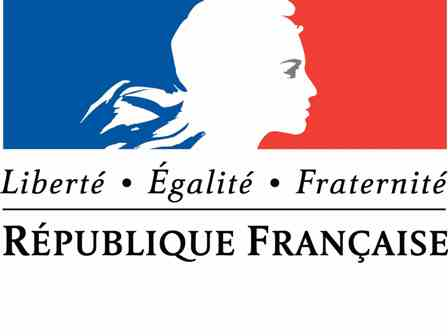 Liberté • Égalité • Fraternité
RÉPUBLIQUE FRANÇAISE